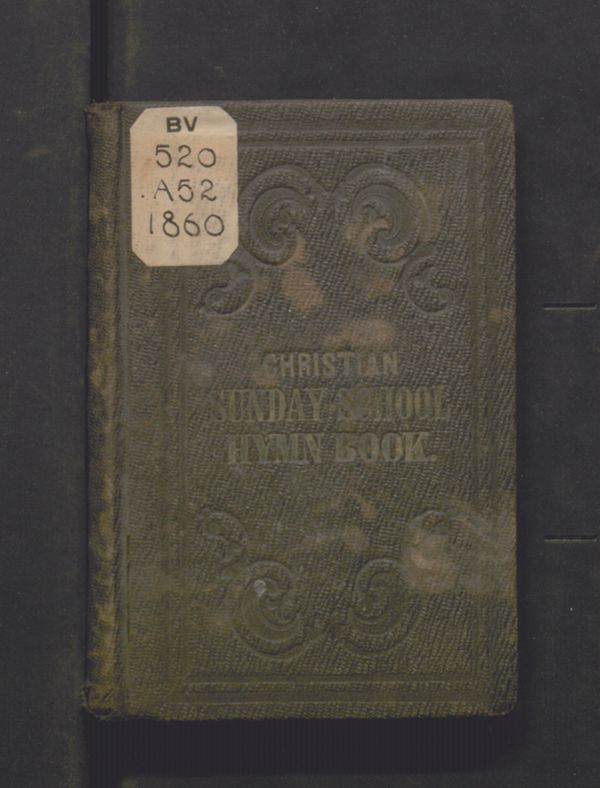 BV
520
.A52
1860
CHRISTIAN
SUNDAY-SCHOOL
HYMN BOOK.